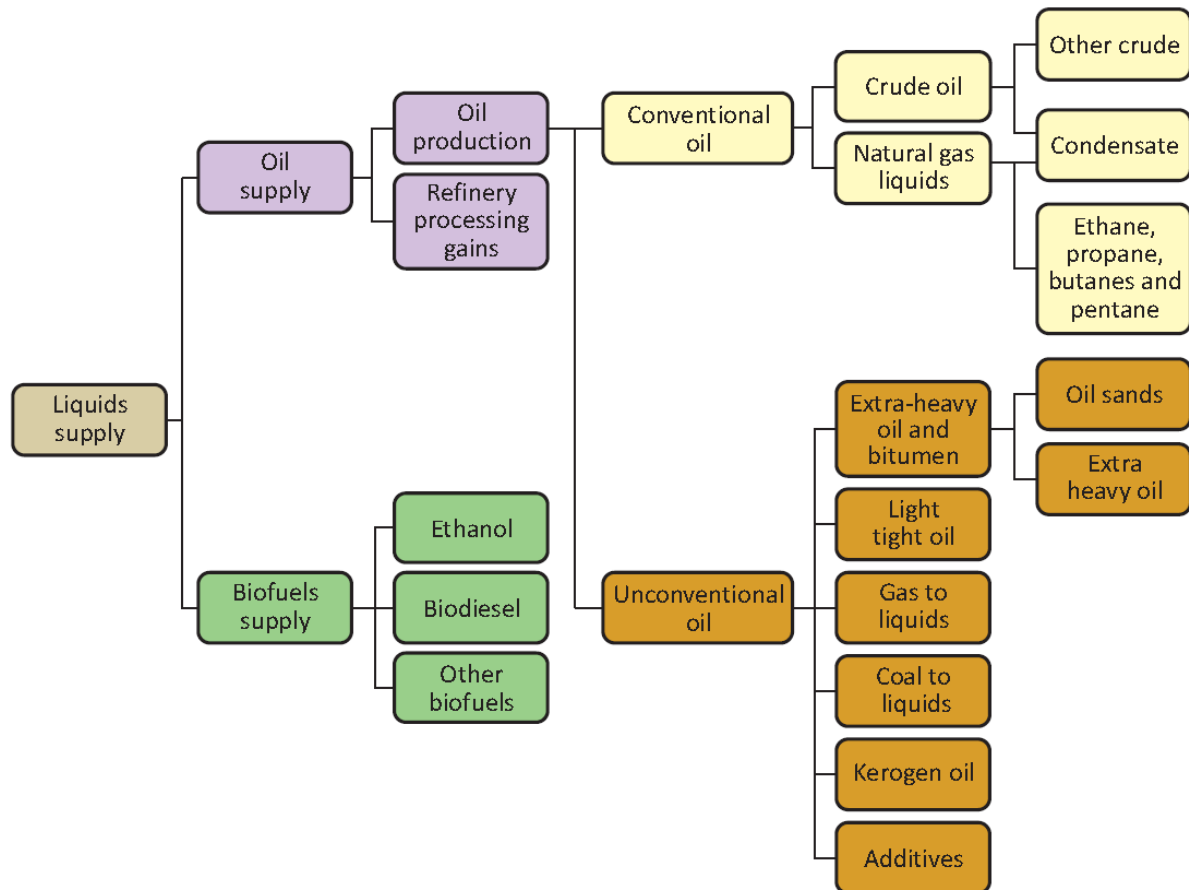 Other crude
Crude oil
Oil
production
Conventional
oil
Condensate
Natural gas
liquids
Oil
supply
Refinery
processing
gains
Ethane,
propane,
butanes and
pentane
Liquids
supply
Extra-heavy
oil and
bitumen
Oil sands
Extra
heavy oil
Ethanol
Light
tight oil
Biofuels
supply
Biodiesel
Unconventional
oil
Gas to
liquids
Other
biofuels
Coal to
liquids
Kerogen oil
Additives